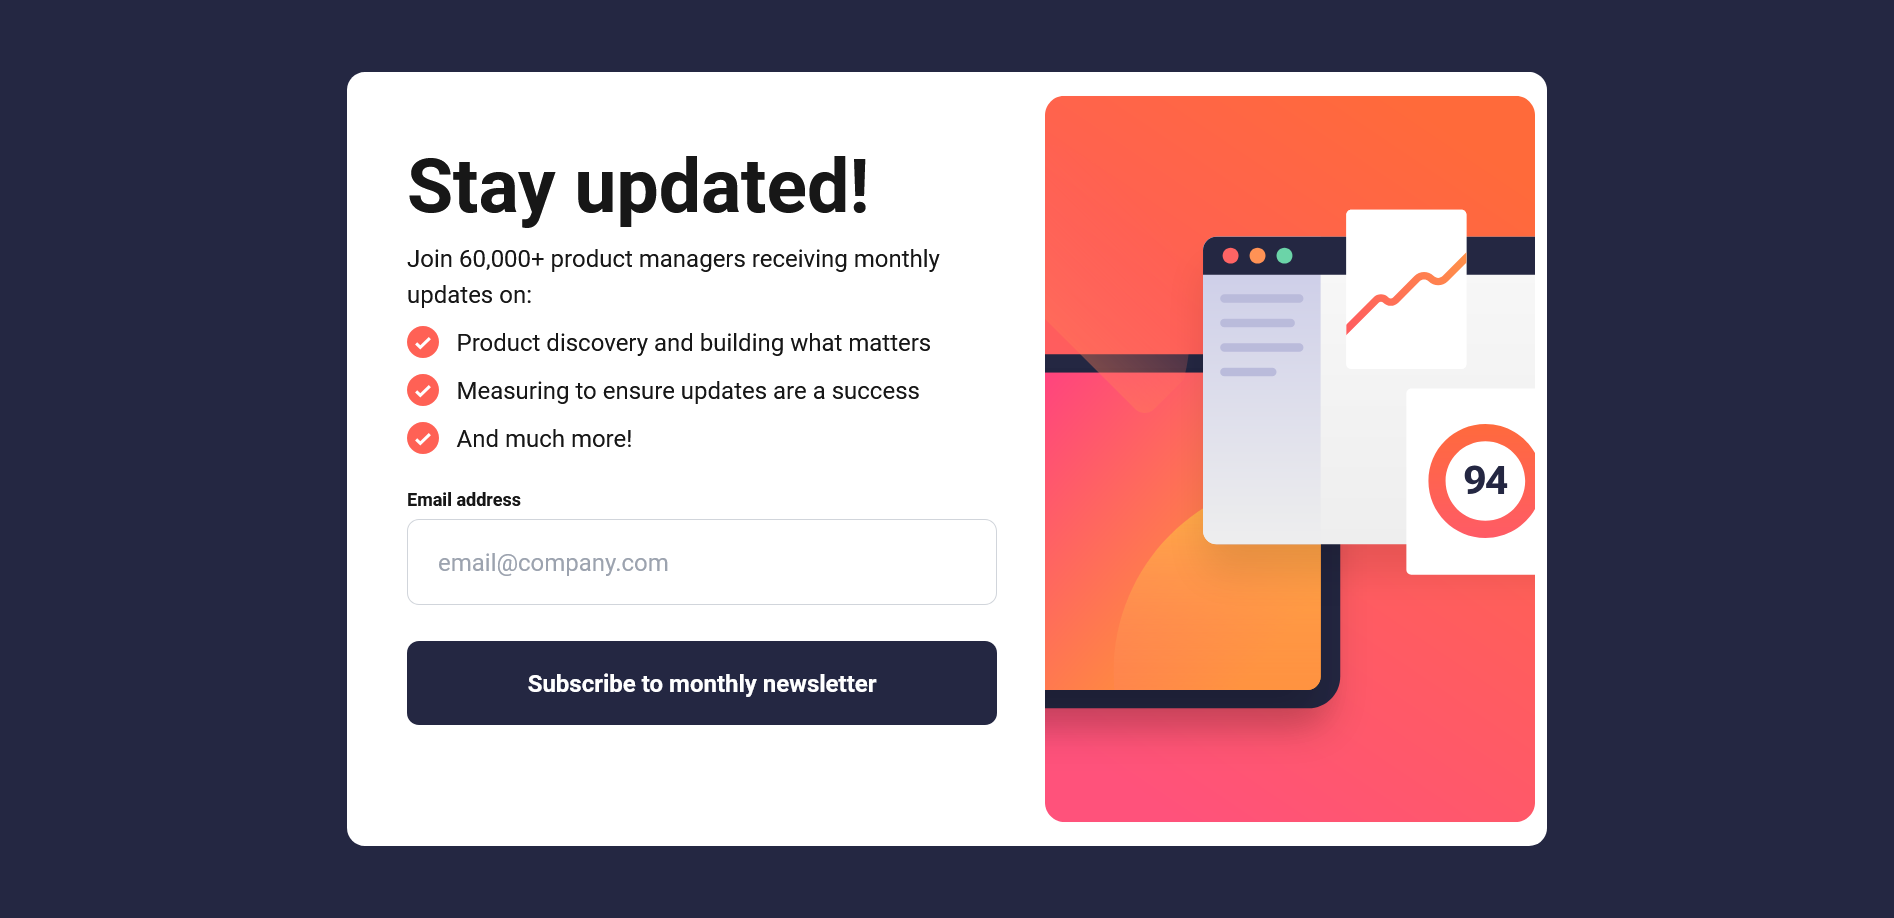 Stay updated!
Join 60,000+ product managers receiving monthly
updates on:
Product discovery and building what matters
Measuring to ensure updates are a success
And much more!
Email address
email@company.com
Subscribe to monthly newsletter
94